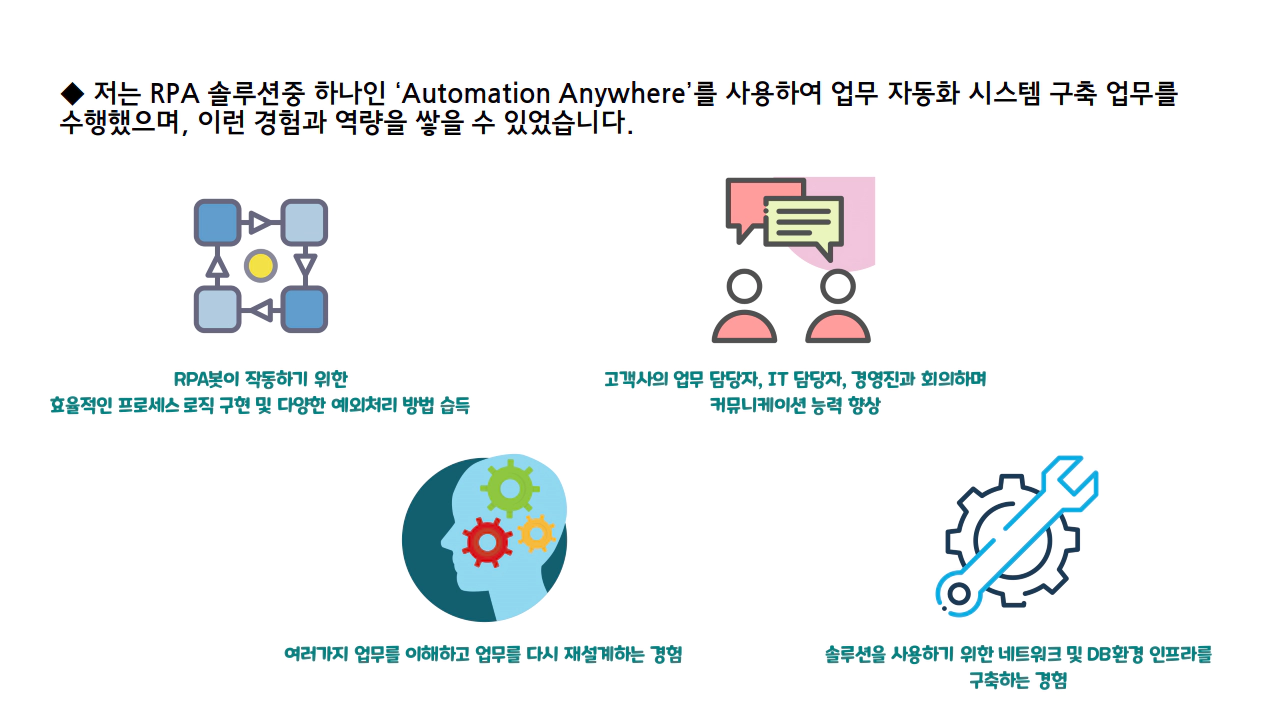 ◆ 저는 RPA 솔루션중 하나인 ‘Automation Anywhere’를 사용하여 업무 자동화 시스템 구축 업무를
수행했으며, 이런 경험과 역량을 쌓을 수 있었습니다.
RPA봇이 작동하기 위한
효율적인 프로세스 로직 구현 및 다양한 예외처리 방법 습득
고객사의 업무 담당자, IT 담당자, 경영진과 회의하며
커뮤니케이션 능력 향상
여러가지 업무를 이해하고 업무를 다시 재설계하는 경험
솔루션을 사용하기 위한 네트워크 및 DB환경 인프라를
구축하는 경험